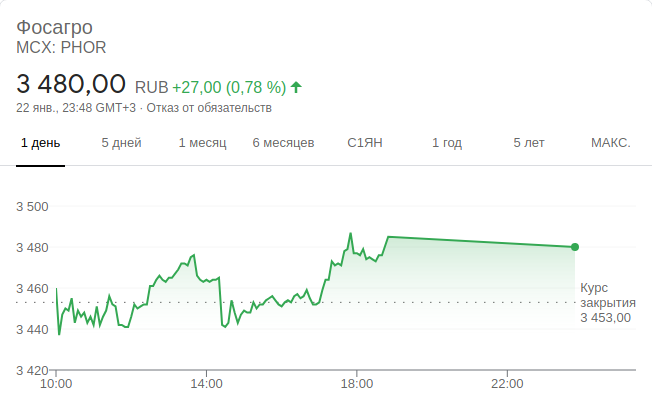 Фосагро
MCX: PHOR
3 480,00 RUB +27,00 (0,78 %)
22 янв., 23:48 GMT+3 · Отказ от обязательств
1 день 5 дней 1 месяц 6 месяцев С1ЯН 1 год 5 лет МАКС.
3 500
3 480
3 460
3 440
3 420
Курс
закрытия
3 453,00
10:00 14:00 18:00 22:00